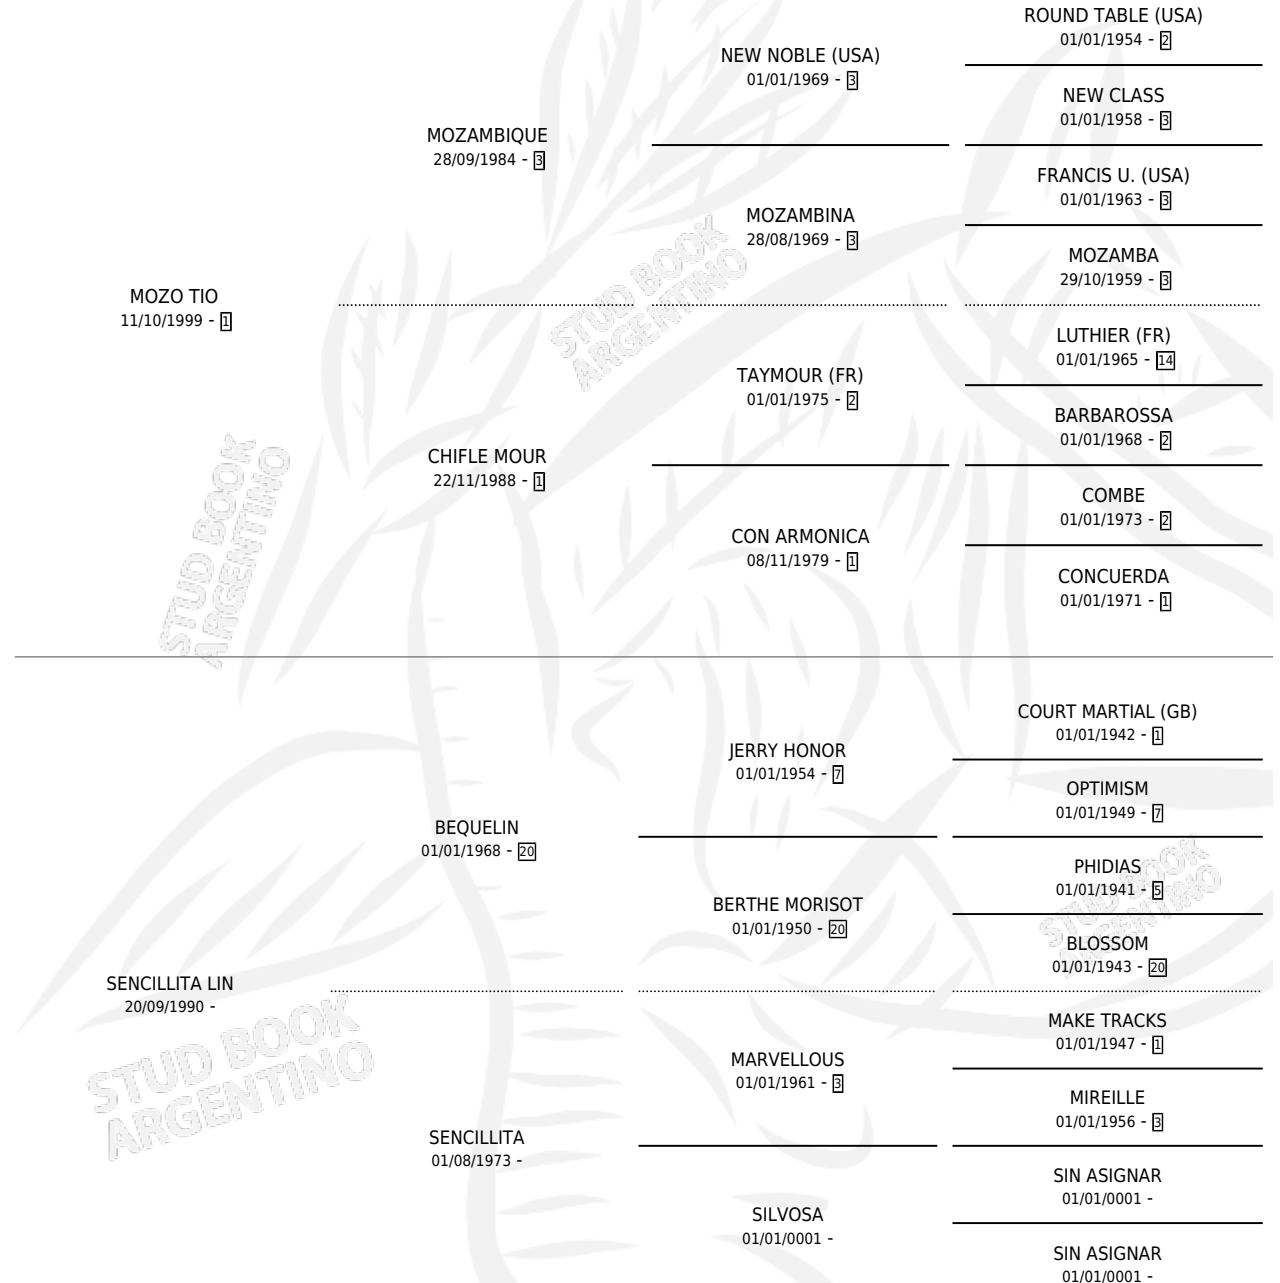 ROUND TABLE (USA)
01/01/1954 - 2
NEW NOBLE (USA)
01/01/1969 - 3
NEW CLASS
01/01/1958 - 3
MOZAMBIQUE
28/09/1984 - 3
FRANCIS U. (USA)
01/01/1963 - 3
MOZAMBINA
28/08/1969 - 3
MOZAMBA
29/10/1959 - 3
MOZO TIO
11/10/1999 - 1
LUTHIER (FR)
01/01/1965 - 14
TAYMOUR (FR)
01/01/1975 - 2
BARBAROSSA
01/01/1968 - 2
CHIFLE MOUR
22/11/1988 - 1
COMBE
01/01/1973 - 2
CON ARMONICA
08/11/1979 - 1
CONCUERDA
01/01/1971 - 1
COURT MARTIAL (GB)
01/01/1942 - 1
JERRY HONOR
01/01/1954 - 7
OPTIMISM
01/01/1949 - 7
BEQUELIN
01/01/1968 - 20
PHIDIAS
01/01/1941 - 5
BERTHE MORISOT
01/01/1950 - 20
BLOSSOM
01/01/1943 - 20
SENCILLITA LIN
20/09/1990 -
MAKE TRACKS
01/01/1947 - 1
MARVELLOUS
01/01/1961 - 3
MIREILLE
01/01/1956 - 3
SENCILLITA
01/08/1973 -
SIN ASIGNAR
01/01/0001 -
SILVOSA
01/01/0001 -
SIN ASIGNAR
01/01/0001 -
STUD BOOK
ARGENTINO
STUD BOOK
ARGENTINO
STUD BOOK
ARGENTINO
STUD BOOK
ARGENTINO